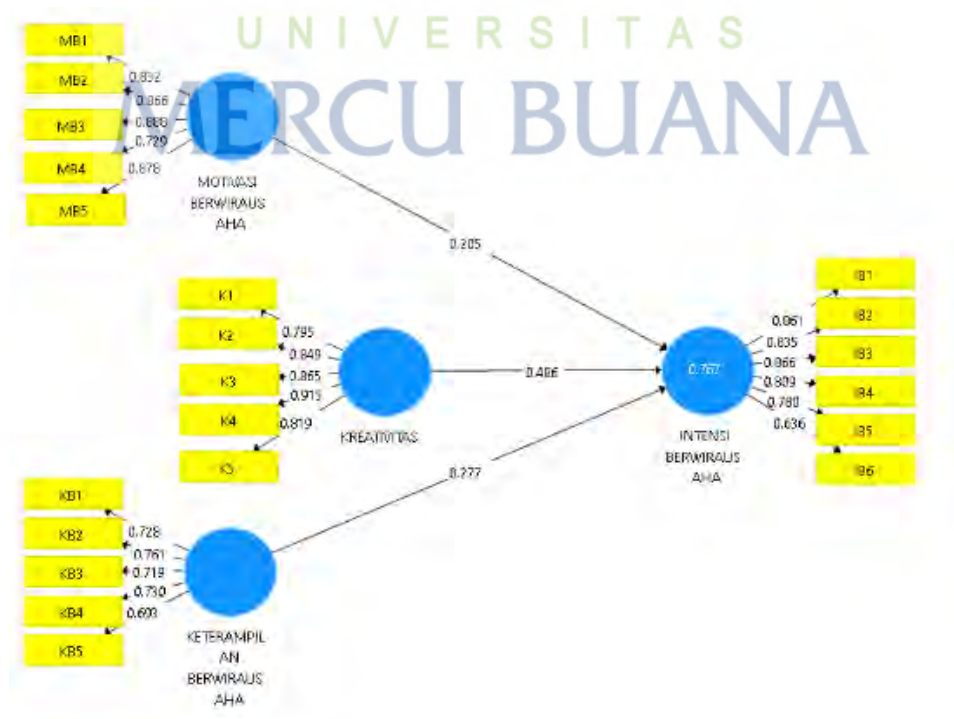 UNIVERSITAS
MERCU BUANA
MB1
MB2
MB3
MB4
MB5
0.866
0.888
0.729
0.878
MOTIVASI
BERWIRAUS
AHA
0.205
K1
K2
K3
K4
K5
0.795
0.849
0.865
0.915
0.819
KREATIVITAS
0.486
KB1
KB2
KB3
KB4
KB5
0.728
0.761
0.719
0.730
0.693
KETERAMPIL
AN
BERWIRAUS
AHA
0.277
INTENSI
BERWIRAUS
AHA
0.861
0.835
0.866
0.809
0.780
0.636
IB1
IB2
IB3
IB4
IB5
IB6